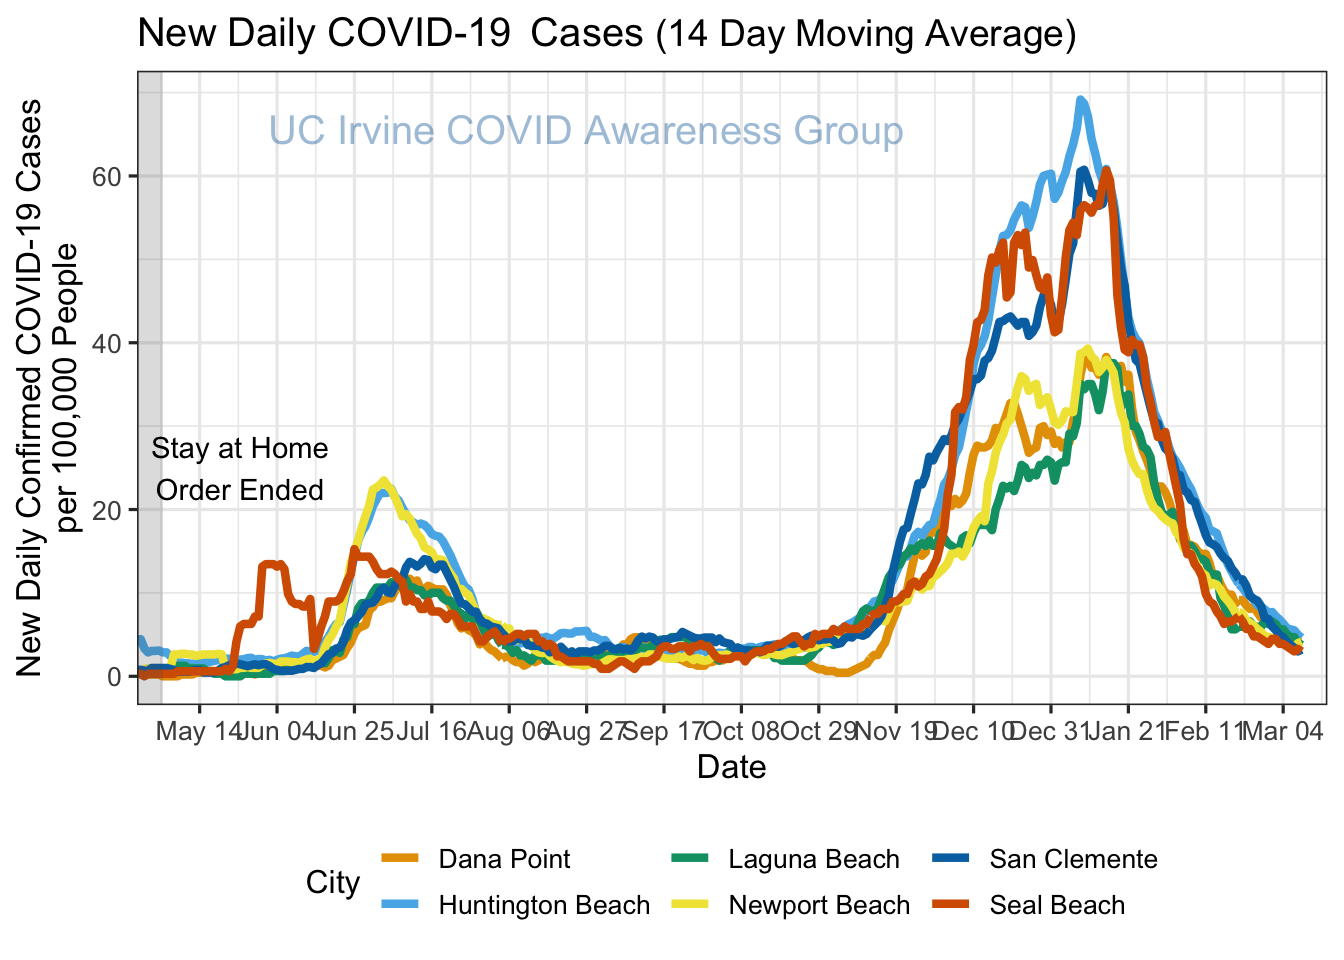 New Daily COVID-19  Cases (14 Day Moving Average)
UC Irvine COVID Awareness Group
New Daily Confirmed COVID-19 Cases
per 100,000 People
60
40
20
0
Stay at Home
Order Ended
May 14 Jun 04 Jun 25 Jul 16 Aug 06 Aug 27 Sep 17 Oct 08 Oct 29 Nov 19 Dec 10 Dec 31 Jan 21 Feb 11 Mar 04
Date
City
Dana Point Laguna Beach San Clemente
Huntington Beach Newport Beach Seal Beach